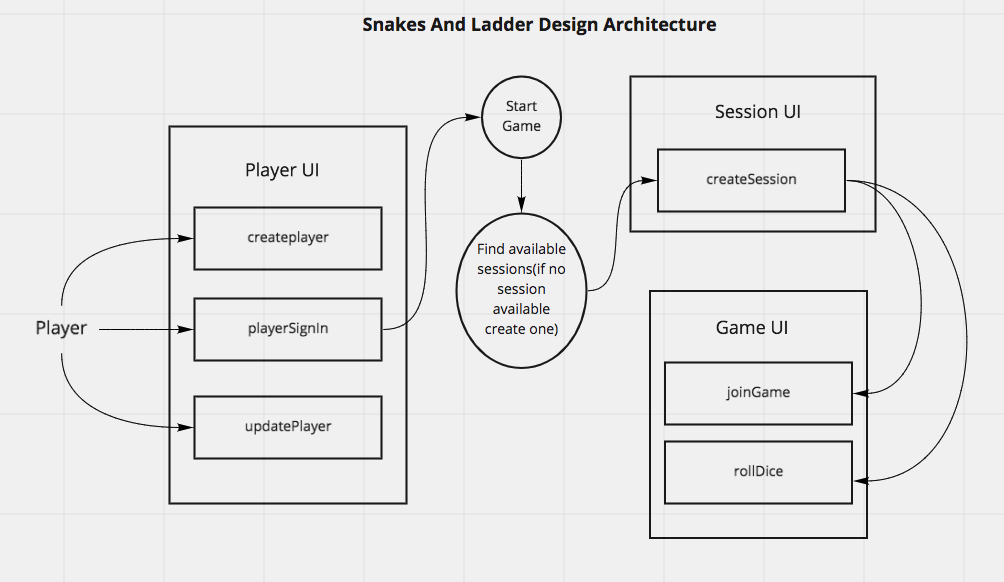 Snakes And Ladder Design Architecture
Player
Player UI
createplayer
playerSignIn
updatePlayer
Start
Game
Find available
sessions(if no
session
available
create one)
Session UI
createSession
Game UI
joinGame
rollDice